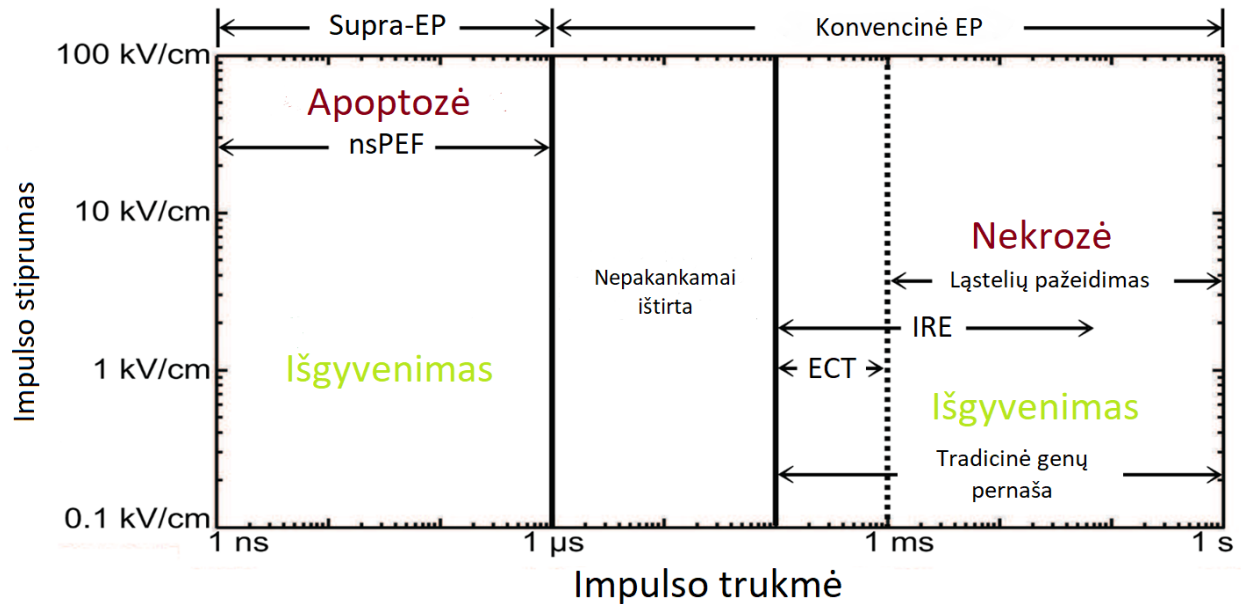 Supra-EP
Konvencinė EP
100 kV/cm
Apoptozė
nsPEF
10 kV/cm
Nekrozė
Nepakankamai
ištirta
Ląstelių pažeidimas
IRE
1 kV/cm
Išgyvenimas
ECT
Išgyvenimas
Tradicinė genų
pernaša
0.1 kV/cm
Impulso stiprumas
1 ns
1 µs
1 ms
1 s
Impulso trukmė